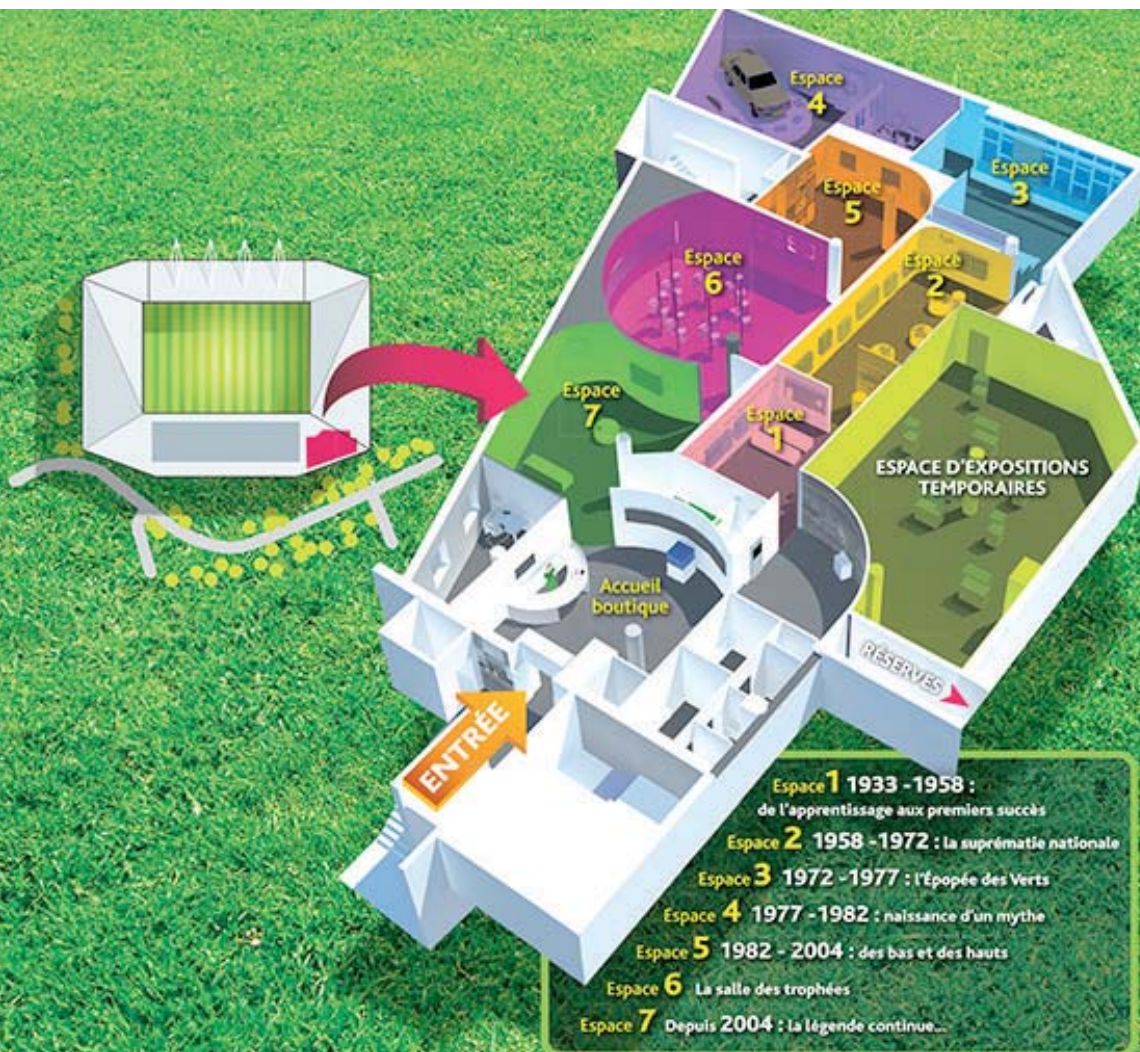 Espace
4
Espace
3
Espace
5
Espace
2
Espace
6
Espace
7
Espace
1
ESPACE D'EXPOSITIONS
TEMPORAIRES
Accueil
boutique
RÉSERVES
ENTRÉE
Espace 1 1933 - 1958 :
de l'apprentissage aux premiers succès
Espace 2 1958 - 1972 : la suprématie nationale
Espace 3 1972 - 1977 : l'Épopée des Verts
Espace 4 1977 - 1982 : naissance d'un mythe
Espace 5 1982 - 2004 : des bas et des hauts
Espace 6 La salle des trophées
Espace 7 Depuis 2004 : la légende continue...